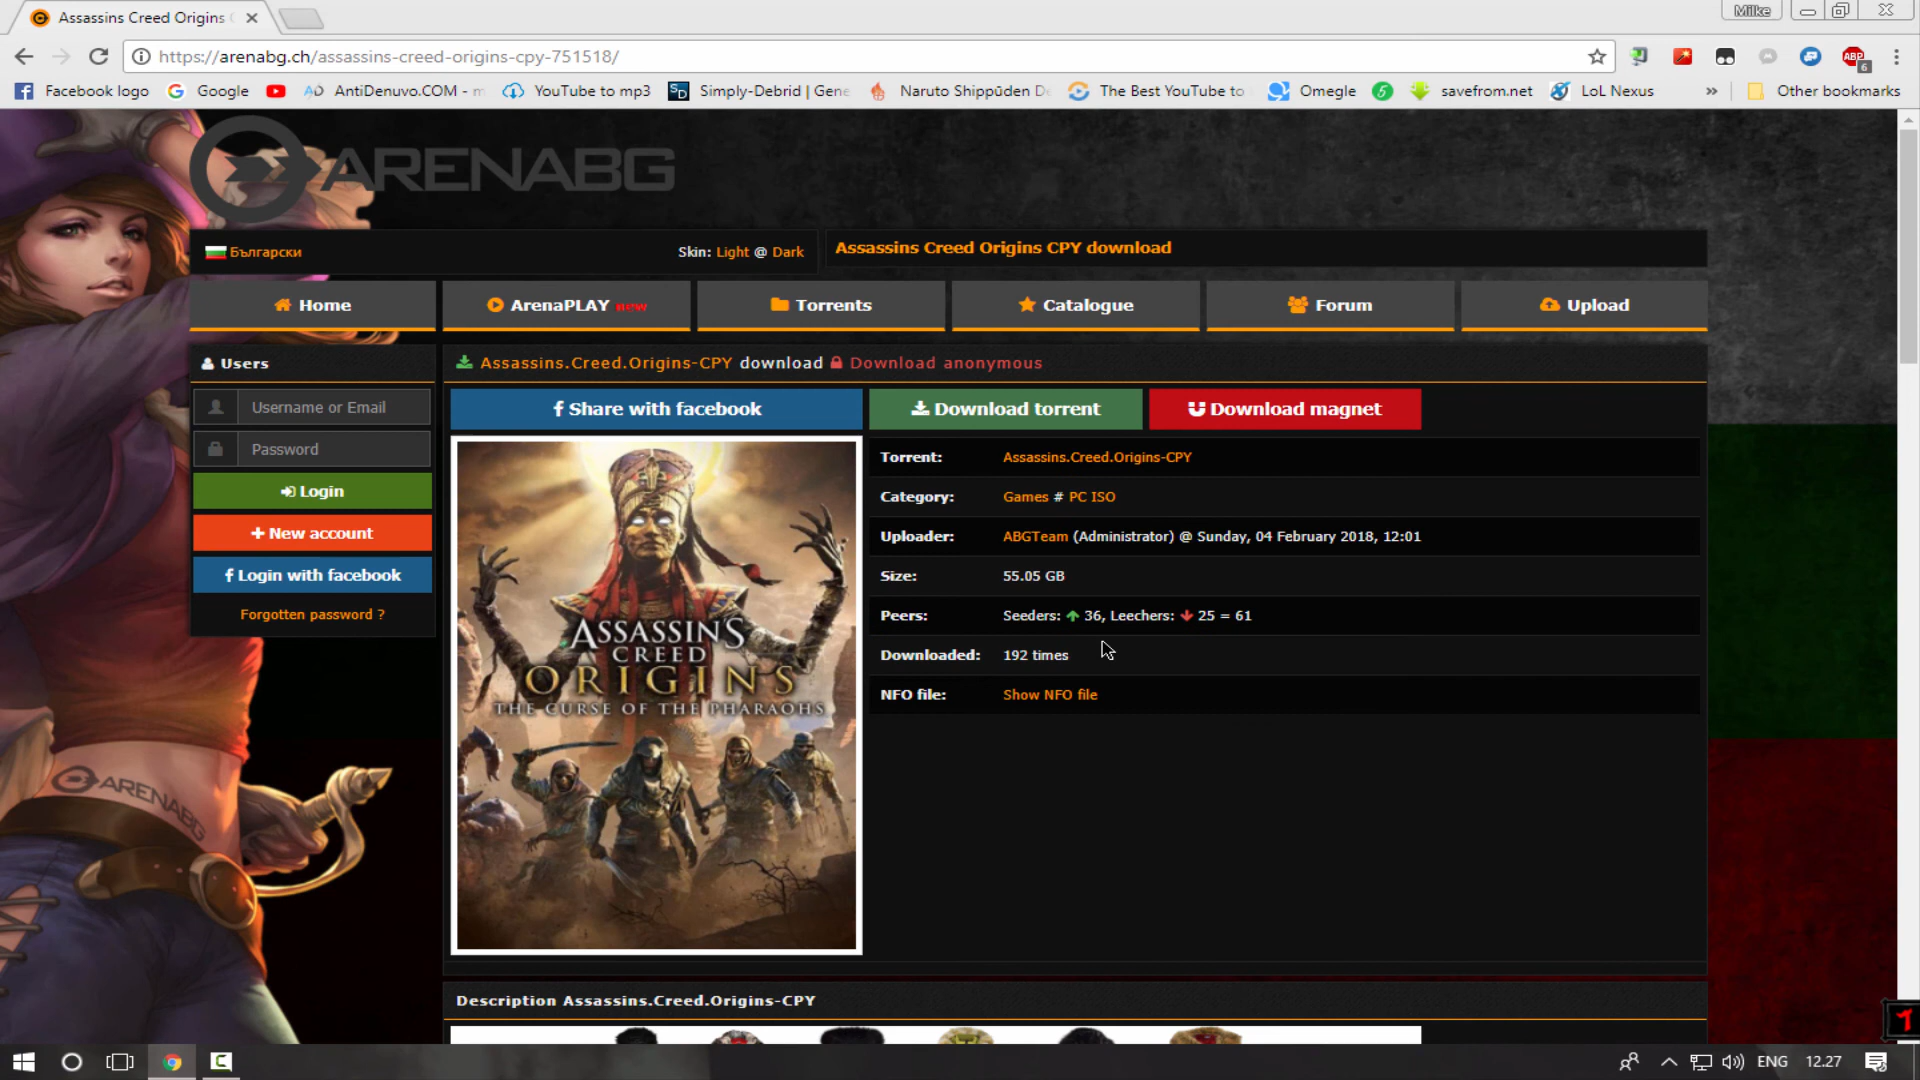 Assassins Creed Origins C
Milke
https://arenabg.ch/assassins-creed-origins-cpy-751518/
ABP
6
Facebook logo
Google
AntiDenuvo.COM - m
YouTube to mp3
Simply-Debrid | Gene
Naruto Shippūden De
The Best YouTube to
Omegle
savefrom.net
LoL Nexus
»
Other bookmarks
ARENABG
Български
Skin: Light @ Dark
Assassins Creed Origins CPY download
Home
ArenaPLAY new
Torrents
Catalogue
Forum
Upload
Users
Username or Email
Password
Login
New account
Login with facebook
Forgotten password ?
Assassins.Creed.Origins-CPY download Download anonymous
Share with facebook
Download torrent
Download magnet
ASSASSIN'S
CREED
ORIGINS
THE CURSE OF THE PHARAOHS
Torrent: Assassins.Creed.Origins-CPY
Category: Games # PC ISO
Uploader: ABGTeam (Administrator) @ Sunday, 04 February 2018, 12:01
Size: 55.05 GB
Peers: Seeders: 36, Leechers: 25 = 61
Downloaded: 192 times
NFO file: Show NFO file
ARENABG
Description Assassins.Creed.Origins-CPY
ENG
12.27